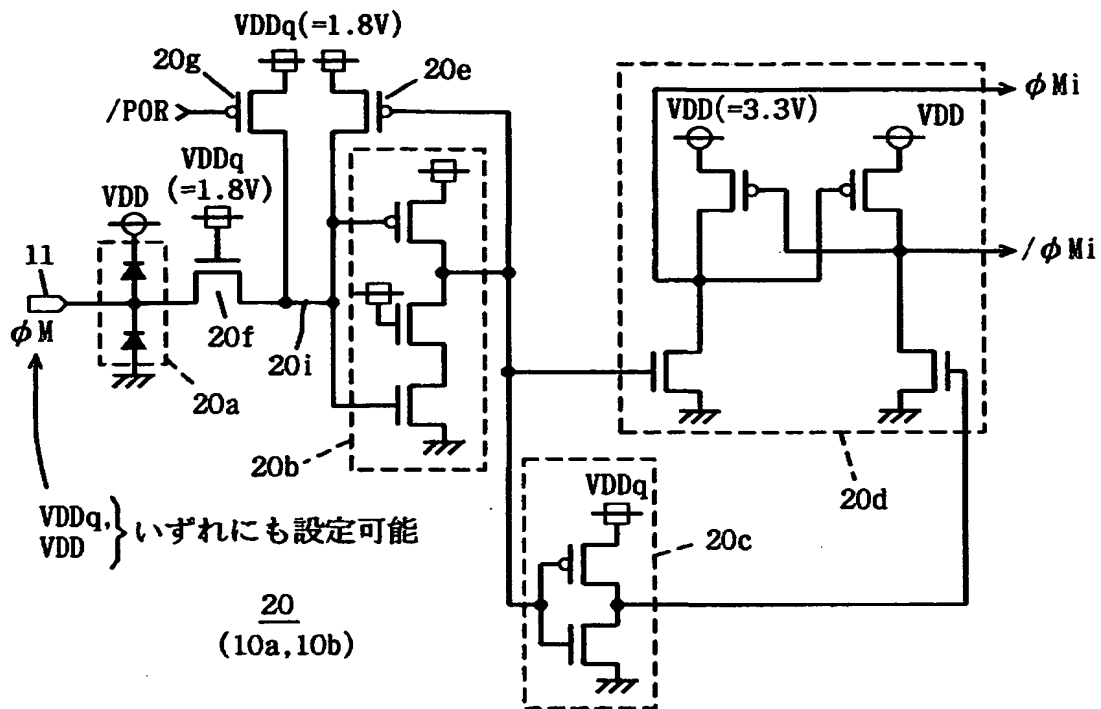 VDDq(=1.8V)
20g
20e
/POR
VDDq
(=1.8V)
VDD
11
φM
20f
20i
20a
20b
VDD(=3.3V)
VDD
φMi
/φMi
20d
VDDq
20c
VDDq,
VDD
いずれにも設定可能
20
(10a,10b)